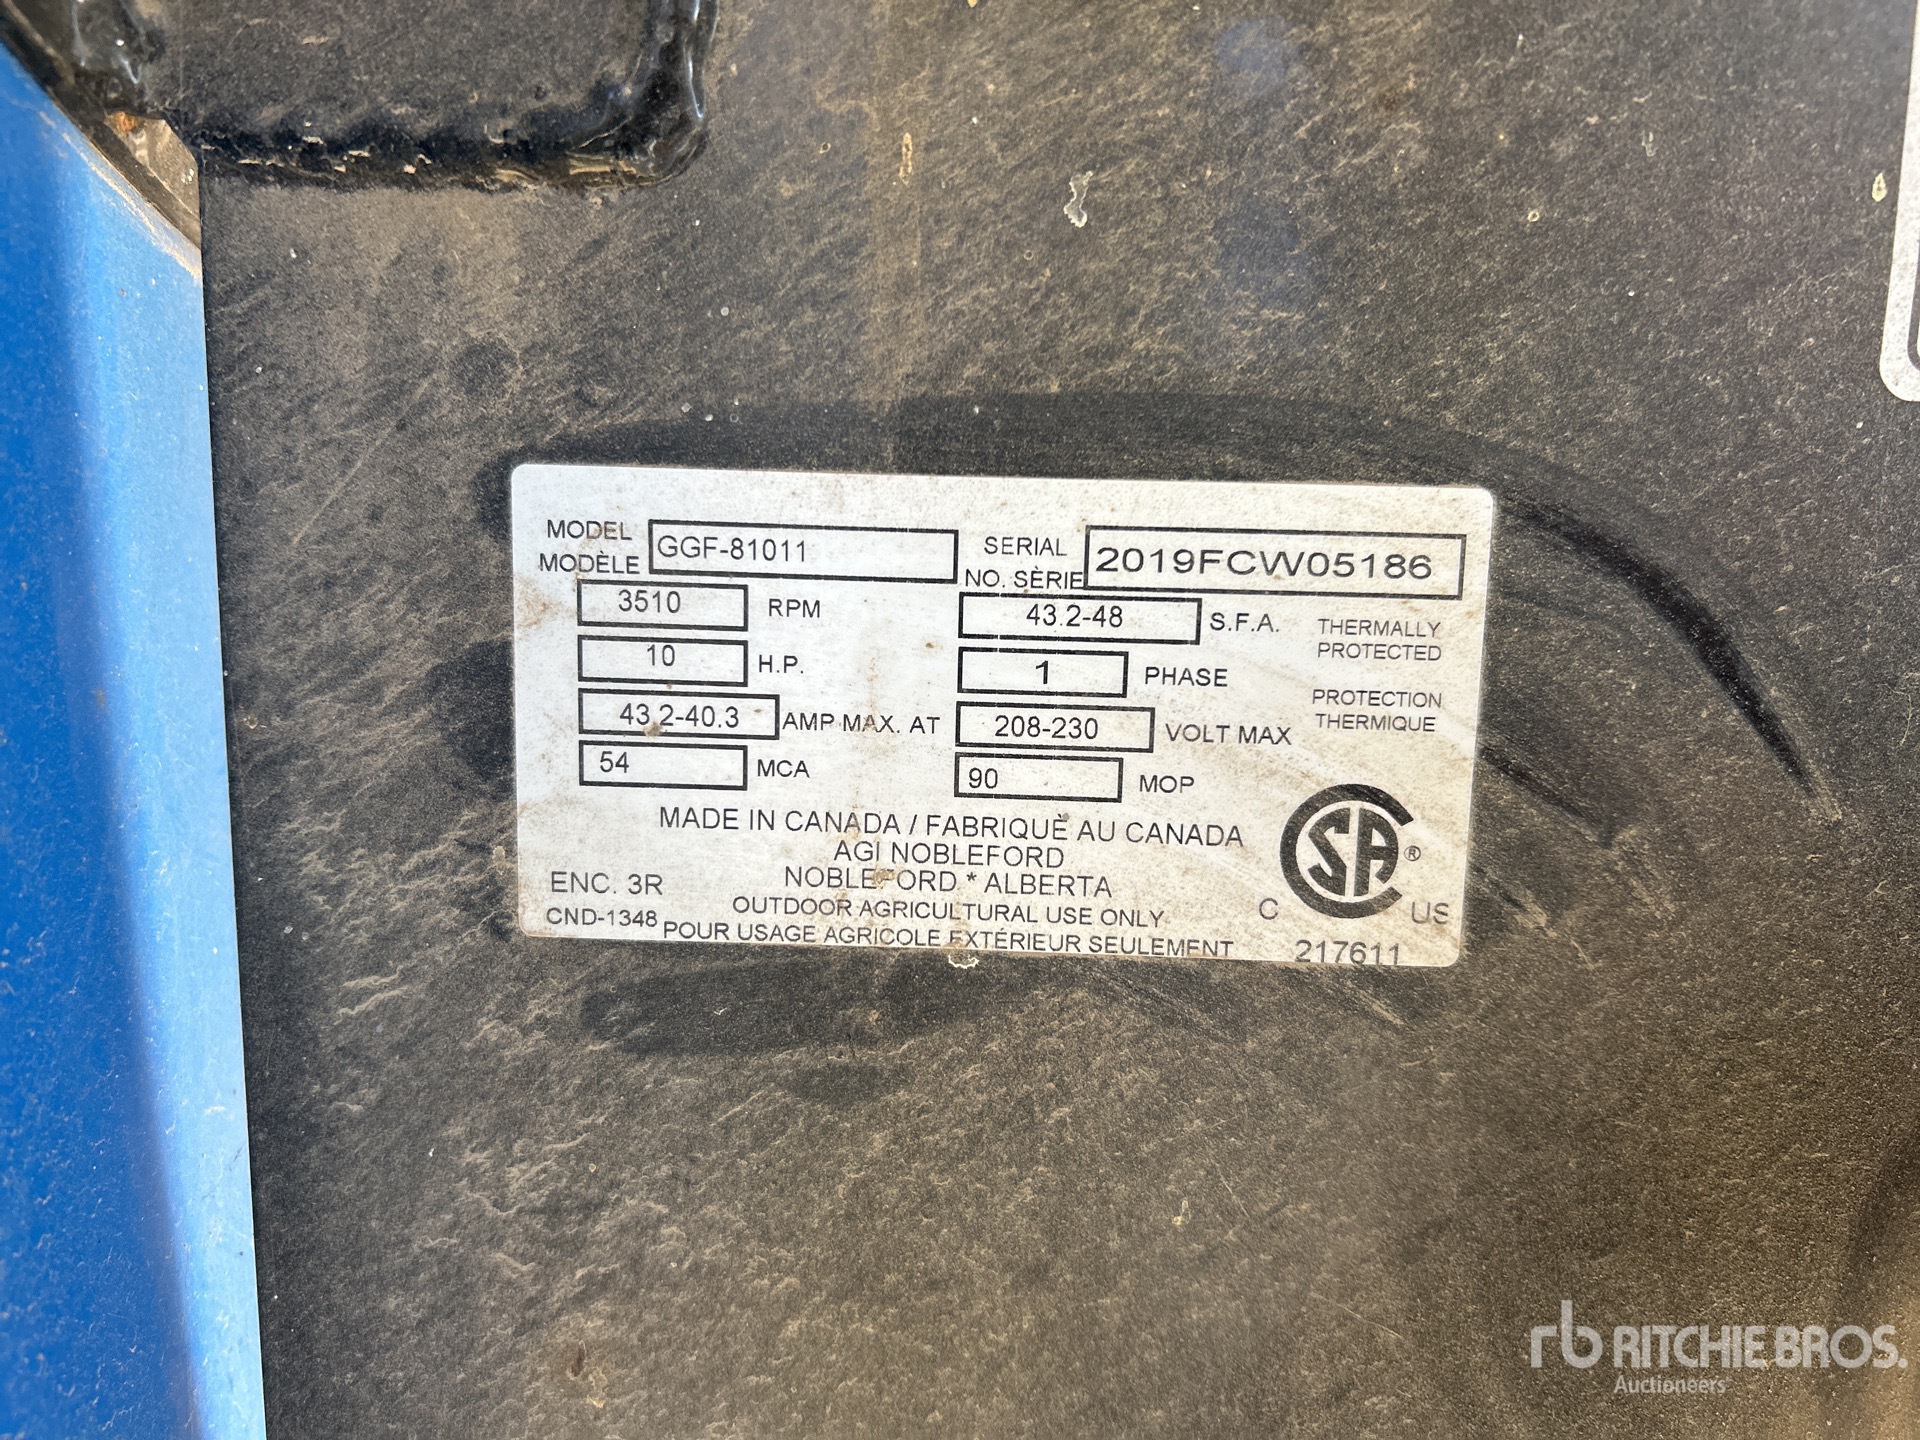 MODEL GGF-81011 SERIAL 2019FCW05186
MODÈLE NO. SÈRIE
3510 RPM 43.2-48 S.F.A. THERMALLY
PROTECTED
10 H.P. 1 PHASE PROTECTION
THERMIQUE
43.2-40.3 AMP MAX. AT 208-230 VOLT MAX
54 MCA 90 MOP
MADE IN CANADA / FABRIQUÈ AU CANADA
AGI NOBLEFORD
NOBLEFORD * ALBERTA
ENC. 3R
OUTDOOR AGRICULTURAL USE ONLY
CND-1348 POUR USAGE AGRICOLE EXTÉRIEUR SEULEMENT
C SA ® US
217611
rb RITCHIE BROS.
Auctioneers